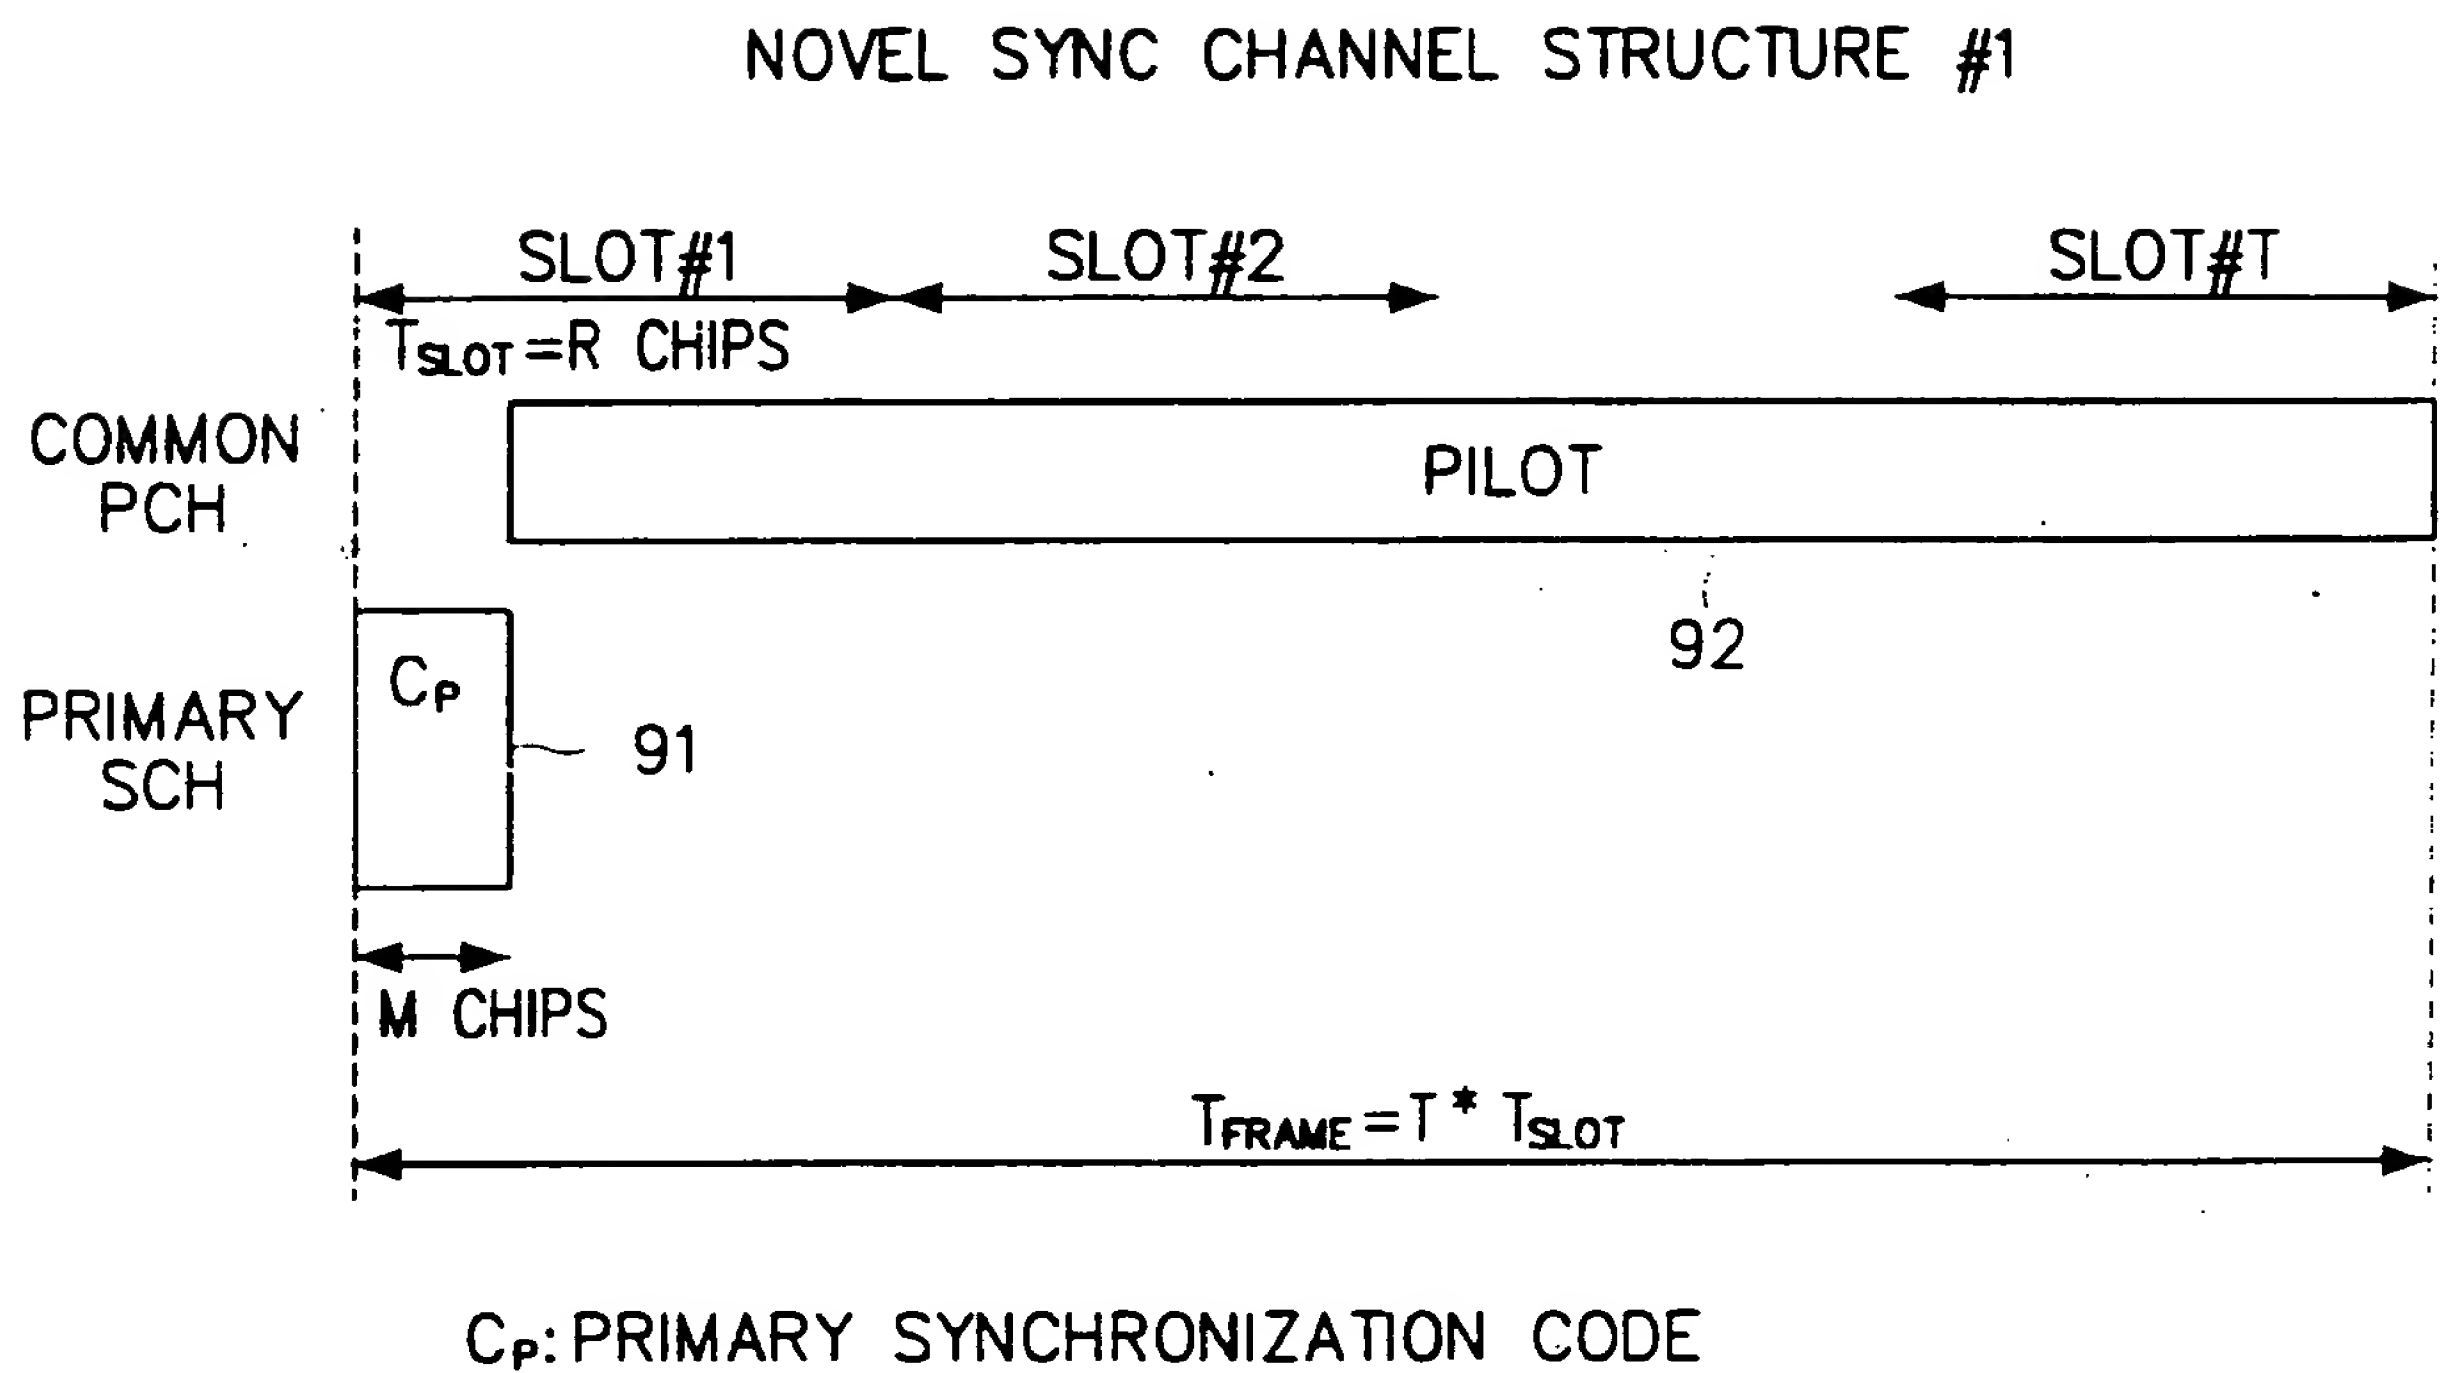 NOVEL SYNC CHANNEL STRUCTURE #1
SLOT#1 SLOT#2 SLOT#T
TSLOT=R CHIPS
COMMON
PCH
PILOT
92
CP
PRIMARY
SCH
91
M CHIPS
TFRAME=T* TSLOT
CP: PRIMARY SYNCHRONIZATION CODE